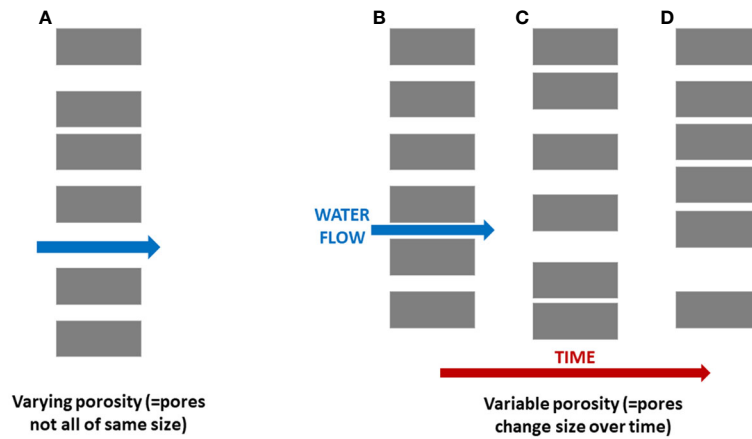 A
B
C
D
WATER
FLOW
TIME
Varying porosity (=pores
not all of same size)
Variable porosity (=pores
change size over time)